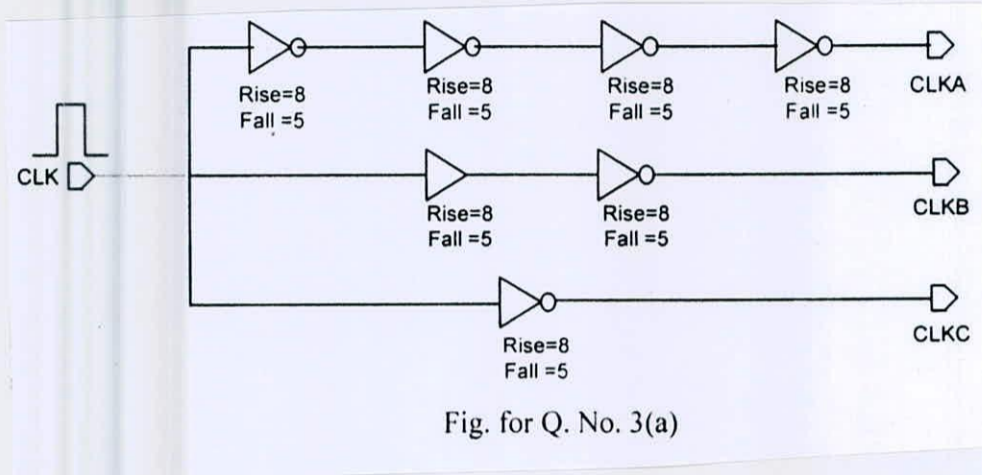 Rise=8
Fall =5
Rise=8
Fall =5
Rise=8
Fall =5
Rise=8
Fall =5
CLKA
CLK
Rise=8
Fall =5
Rise=8
Fall =5
CLKB
Rise=8
Fall =5
CLKC
Fig. for Q. No. 3(a)